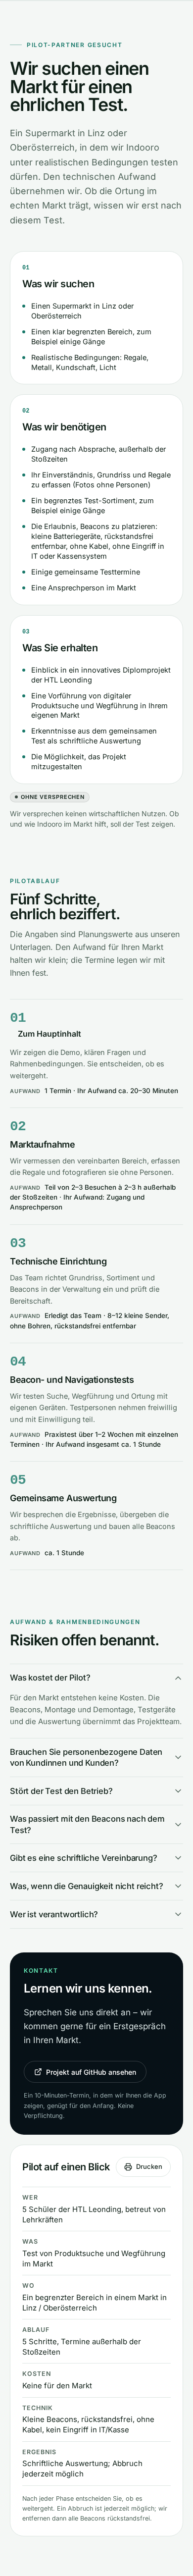 PILOT-PARTNER GESUCHT
Wir suchen einen
Markt für einen
ehrlichen Test.
Ein Supermarkt in Linz oder
Oberösterreich, in dem wir Indooro
unter realistischen Bedingungen testen
dürfen. Den technischen Aufwand
übernehmen wir. Ob die Ortung im
echten Markt trägt, wissen wir erst nach
diesem Test.
01
Was wir suchen
Einen Supermarkt in Linz oder
Oberösterreich
Einen klar begrenzten Bereich, zum
Beispiel einige Gänge
Realistische Bedingungen: Regale,
Metall, Kundschaft, Licht
02
Was wir benötigen
Zugang nach Absprache, außerhalb der
Stoßzeiten
Ihr Einverständnis, Grundriss und Regale
zu erfassen (Fotos ohne Personen)
Ein begrenztes Test-Sortiment, zum
Beispiel einige Gänge
Die Erlaubnis, Beacons zu platzieren:
kleine Batteriegeräte, rückstandsfrei
entfernbar, ohne Kabel, ohne Eingriff in
IT oder Kassensystem
Einige gemeinsame Testtermine
Eine Ansprechperson im Markt
03
Was Sie erhalten
Einblick in ein innovatives Diplomprojekt
der HTL Leonding
Eine Vorführung von digitaler
Produktsuche und Wegführung in Ihrem
eigenen Markt
Erkenntnisse aus dem gemeinsamen
Test als schriftliche Auswertung
Die Möglichkeit, das Projekt
mitzugestalten
OHNE VERSPRECHEN
Wir versprechen keinen wirtschaftlichen Nutzen. Ob
und wie Indooro im Markt hilft, soll der Test zeigen.
PILOTABLAUF
Fünf Schritte,
ehrlich beziffert.
Die Angaben sind Planungswerte aus unseren
Unterlagen. Den Aufwand für Ihren Markt
halten wir klein; die Termine legen wir mit
Ihnen fest.
01
Zum Hauptinhalt
Wir zeigen die Demo, klären Fragen und
Rahmenbedingungen. Sie entscheiden, ob es
weitergeht.
AUFWAND 1 Termin · Ihr Aufwand ca. 20–30 Minuten
02
Marktaufnahme
Wir vermessen den vereinbarten Bereich, erfassen
die Regale und fotografieren sie ohne Personen.
AUFWAND Teil von 2–3 Besuchen à 2–3 h außerhalb
der Stoßzeiten · Ihr Aufwand: Zugang und
Ansprechperson
03
Technische Einrichtung
Das Team richtet Grundriss, Sortiment und
Beacons in der Verwaltung ein und prüft die
Bereitschaft.
AUFWAND Erledigt das Team · 8–12 kleine Sender,
ohne Bohren, rückstandsfrei entfernbar
04
Beacon- und Navigationstests
Wir testen Suche, Wegführung und Ortung mit
eigenen Geräten. Testpersonen nehmen freiwillig
und mit Einwilligung teil.
AUFWAND Praxistest über 1–2 Wochen mit einzelnen
Terminen · Ihr Aufwand insgesamt ca. 1 Stunde
05
Gemeinsame Auswertung
Wir besprechen die Ergebnisse, übergeben die
schriftliche Auswertung und bauen alle Beacons
ab.
AUFWAND ca. 1 Stunde
AUFWAND & RAHMENBEDINGUNGEN
Risiken offen benannt.
Was kostet der Pilot?
Für den Markt entstehen keine Kosten. Die
Beacons, Montage und Demontage, Testgeräte
und die Auswertung übernimmt das Projektteam.
Brauchen Sie personenbezogene Daten
von Kundinnen und Kunden?
Stört der Test den Betrieb?
Was passiert mit den Beacons nach dem
Test?
Gibt es eine schriftliche Vereinbarung?
Was, wenn die Genauigkeit nicht reicht?
Wer ist verantwortlich?
KONTAKT
Lernen wir uns kennen.
Sprechen Sie uns direkt an – wir
kommen gerne für ein Erstgespräch
in Ihren Markt.
Projekt auf GitHub ansehen
Ein 10-Minuten-Termin, in dem wir Ihnen die App
zeigen, genügt für den Anfang. Keine
Verpflichtung.
Pilot auf einen Blick
Drucken
WER
5 Schüler der HTL Leonding, betreut von
Lehrkräften
WAS
Test von Produktsuche und Wegführung
im Markt
WO
Ein begrenzter Bereich in einem Markt in
Linz / Oberösterreich
ABLAUF
5 Schritte, Termine außerhalb der
Stoßzeiten
KOSTEN
Keine für den Markt
TECHNIK
Kleine Beacons, rückstandsfrei, ohne
Kabel, kein Eingriff in IT/Kasse
ERGEBNIS
Schriftliche Auswertung; Abbruch
jederzeit möglich
Nach jeder Phase entscheiden Sie, ob es
weitergeht. Ein Abbruch ist jederzeit möglich; wir
entfernen dann alle Beacons rückstandsfrei.